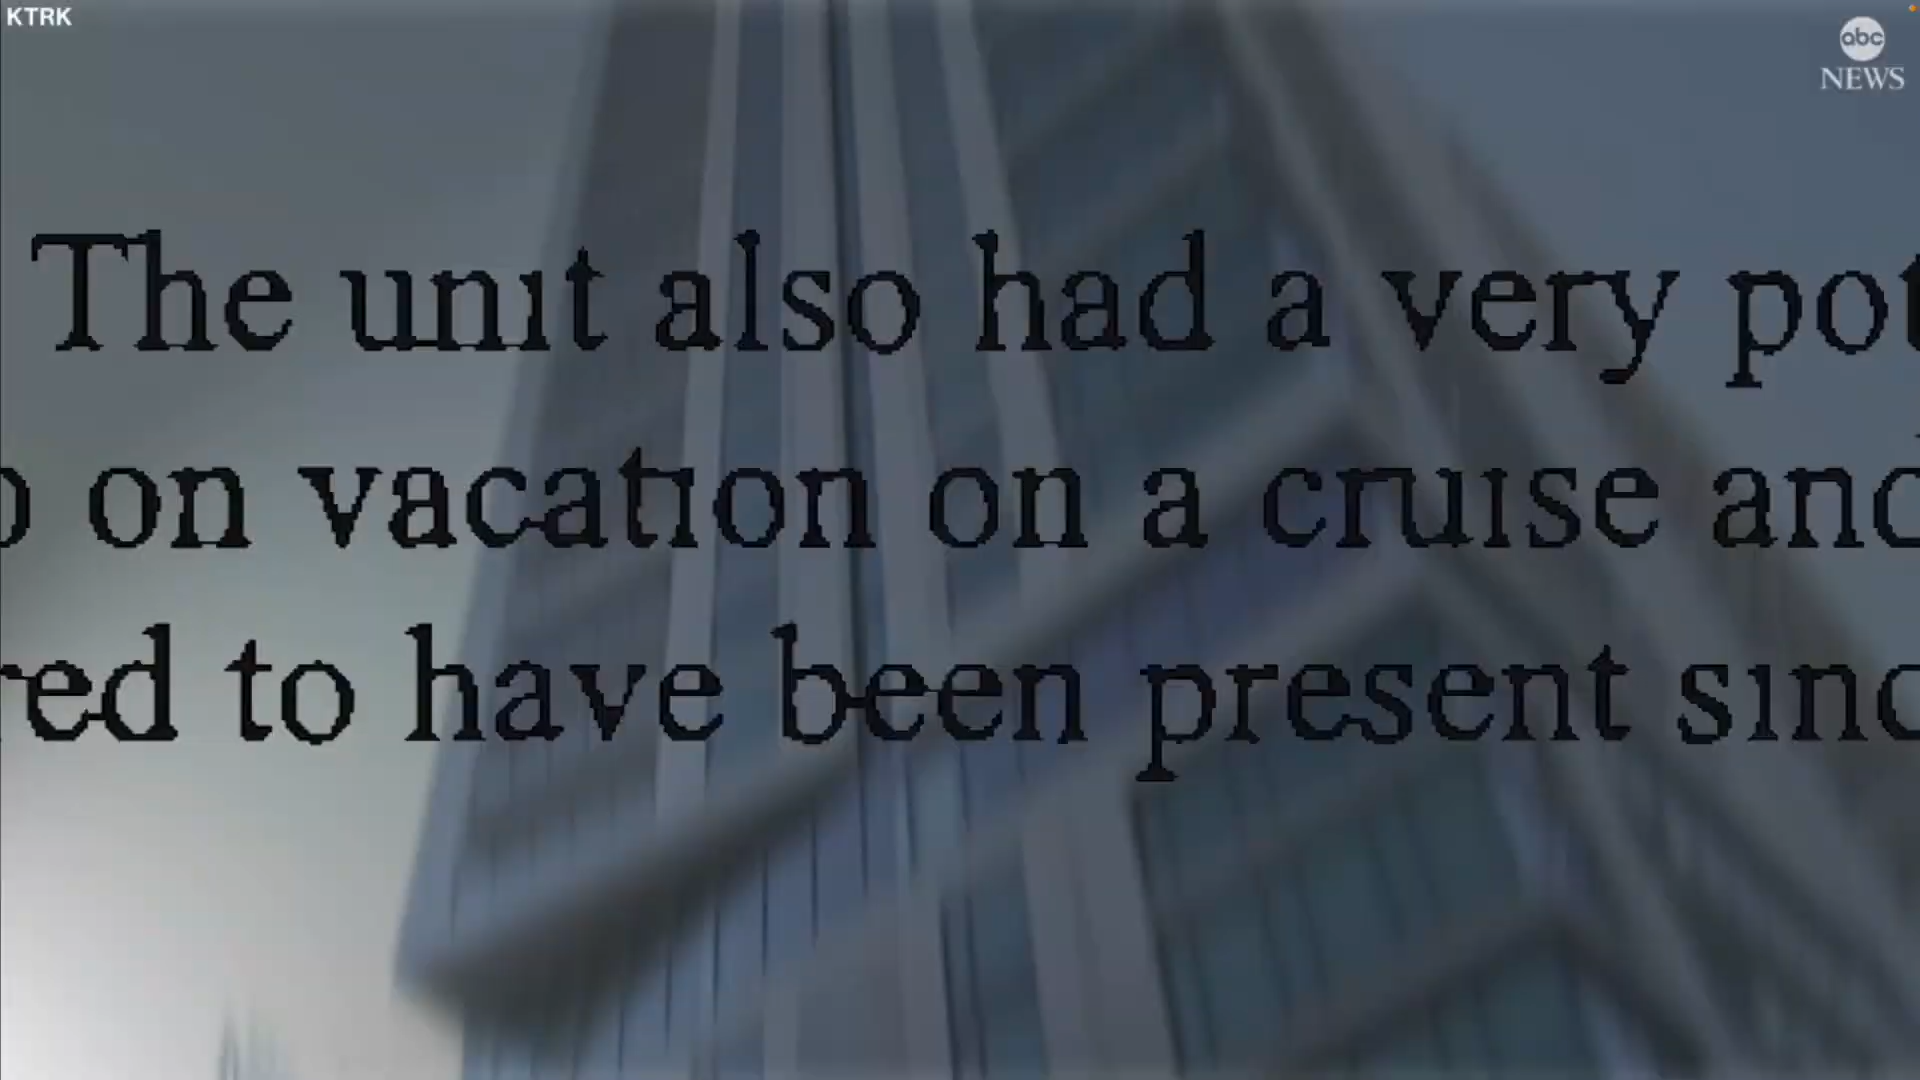 KTRK
abc
NEWS
The unit also had a very
on vacation on a cruise
to have been present